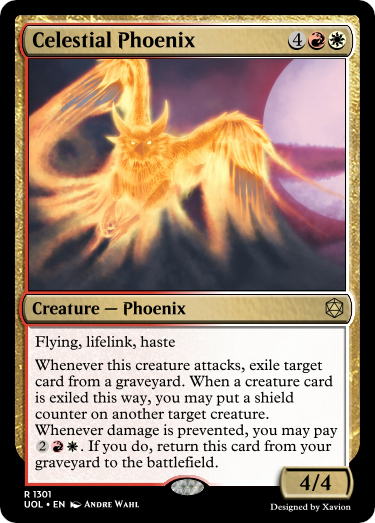 Celestial Phoenix 4
Creature — Phoenix
Flying, lifelink, haste
Whenever this creature attacks, exile target
card from a graveyard. When a creature card
is exiled this way, you may put a shield
counter on another target creature.
Whenever damage is prevented, you may pay
2. If you do, return this card from your
graveyard to the battlefield.
4/4
R 1301
UOL • EN Andre Wahl
Designed by Xavion